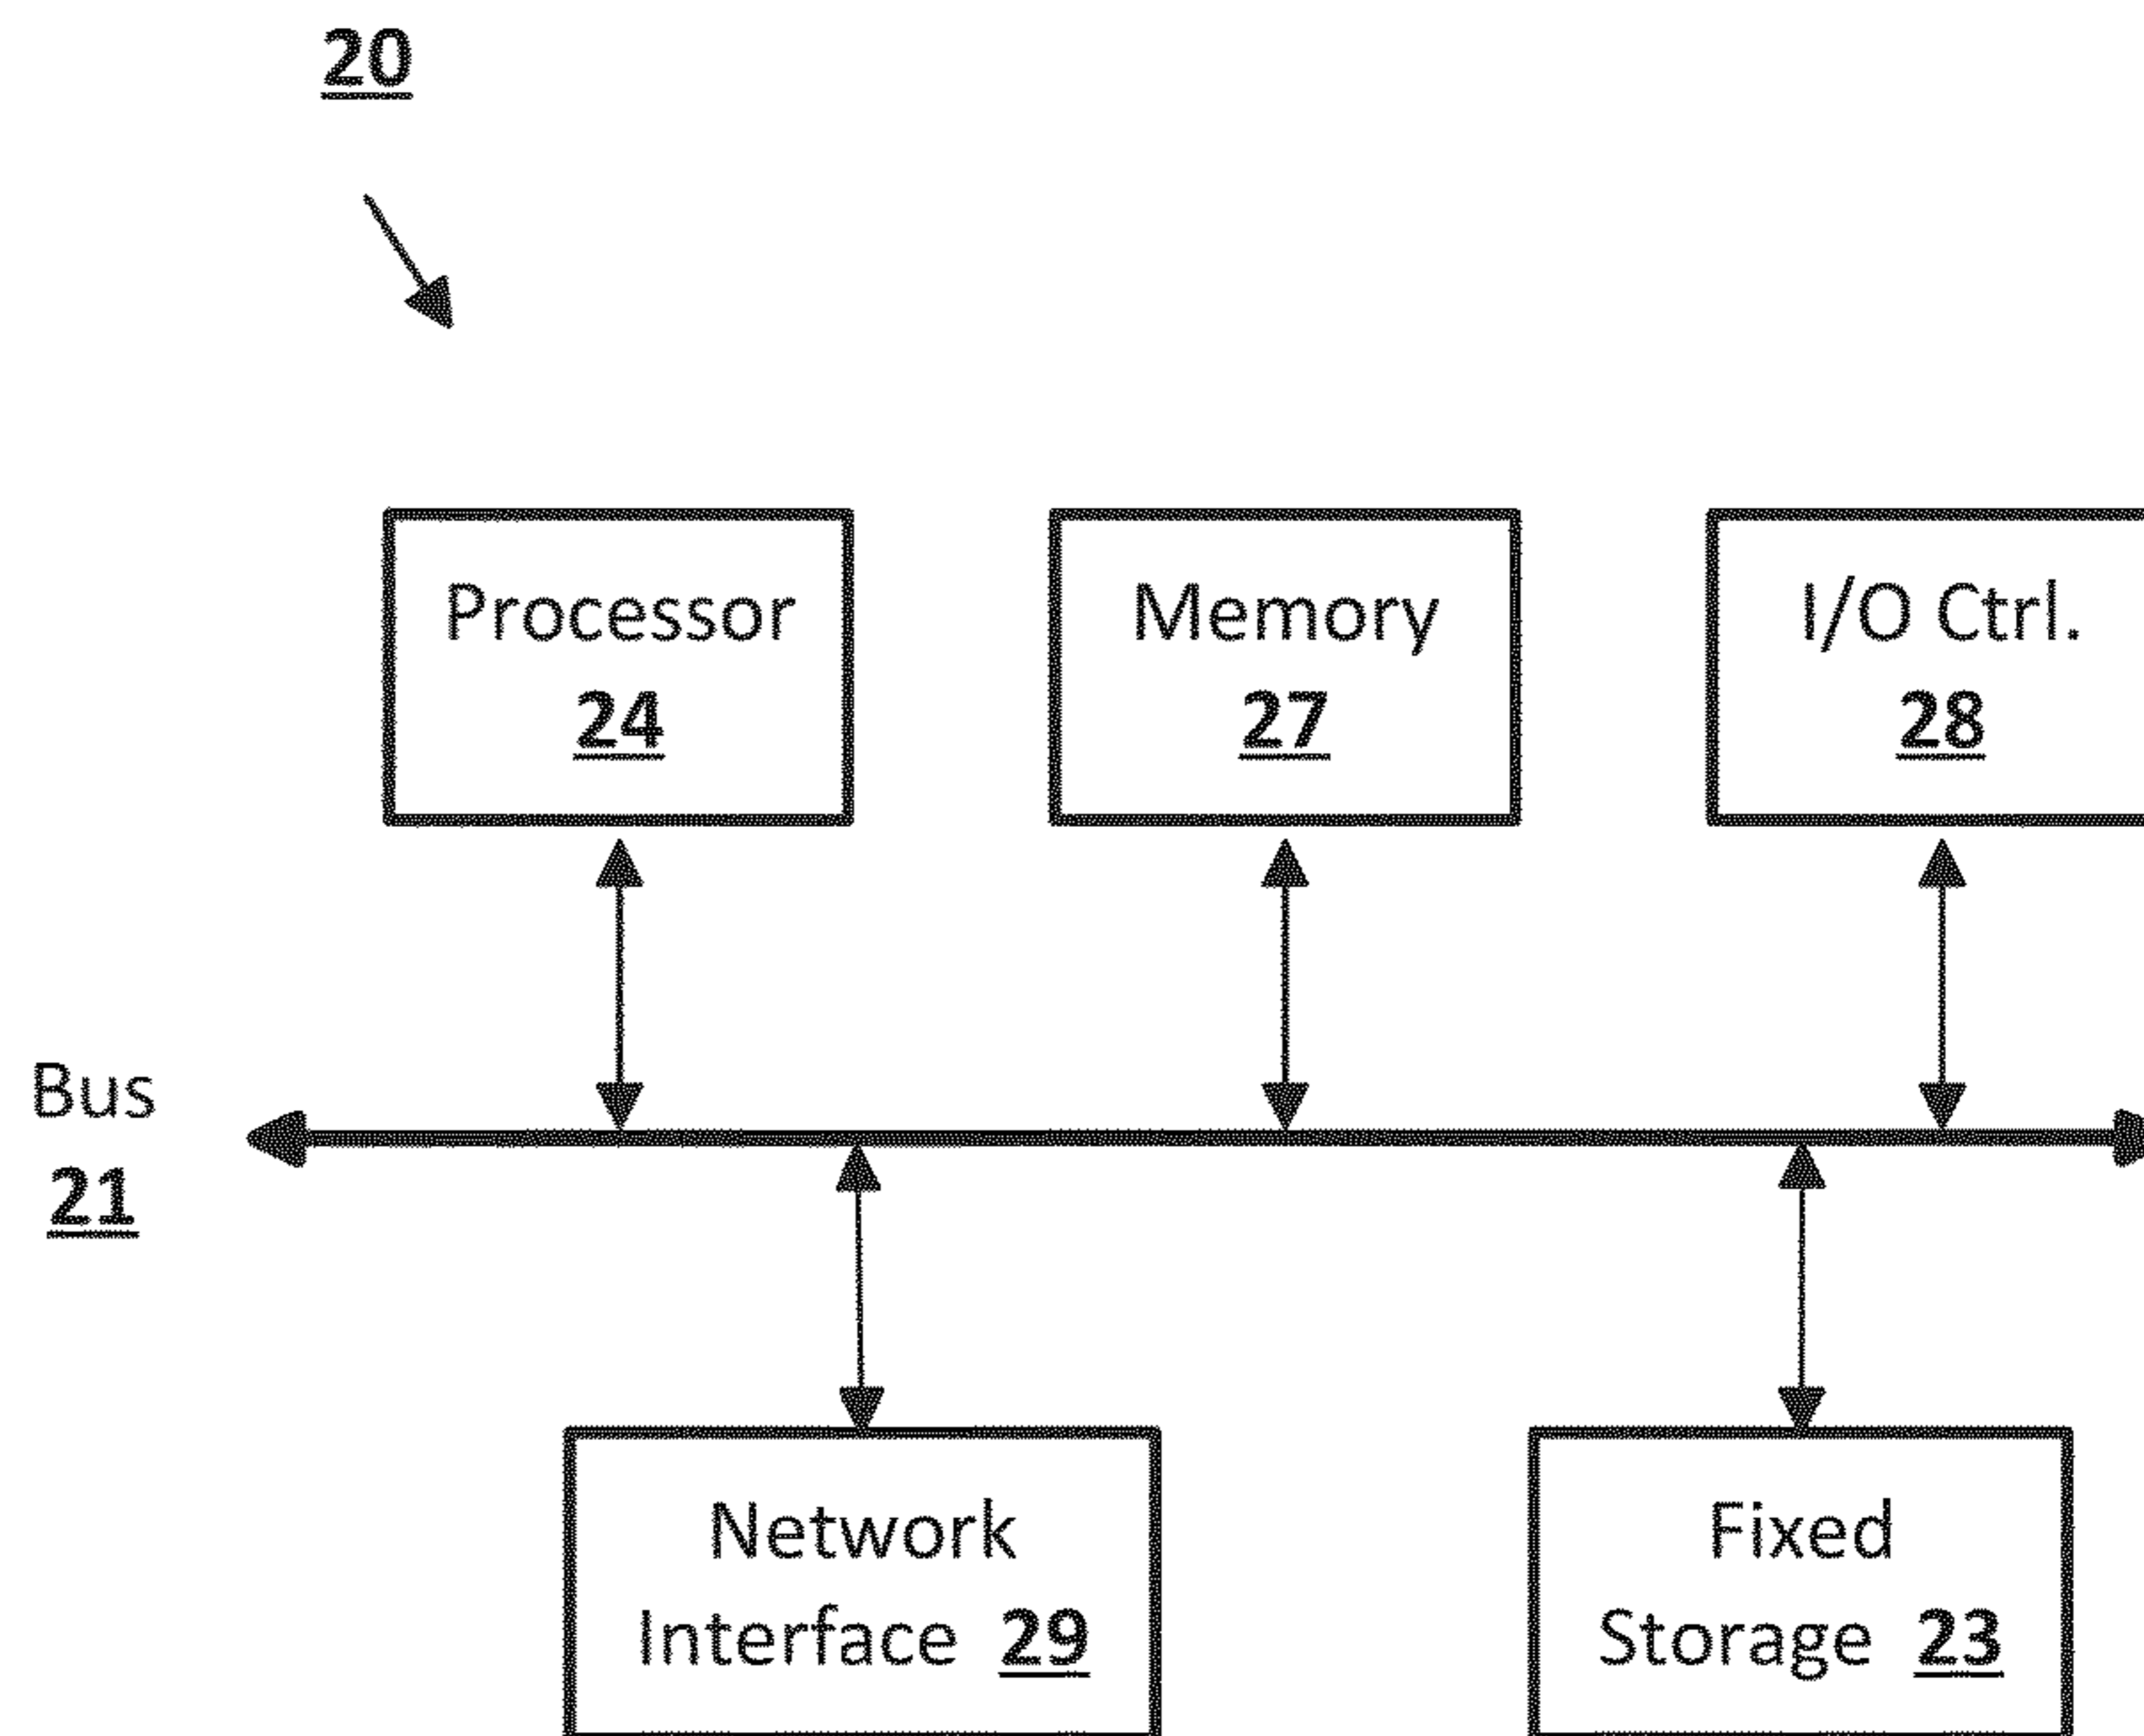 20
Processor
24
Memory
27
I/O Ctrl.
28
Bus
21
Network
Interface 29
Fixed
Storage 23